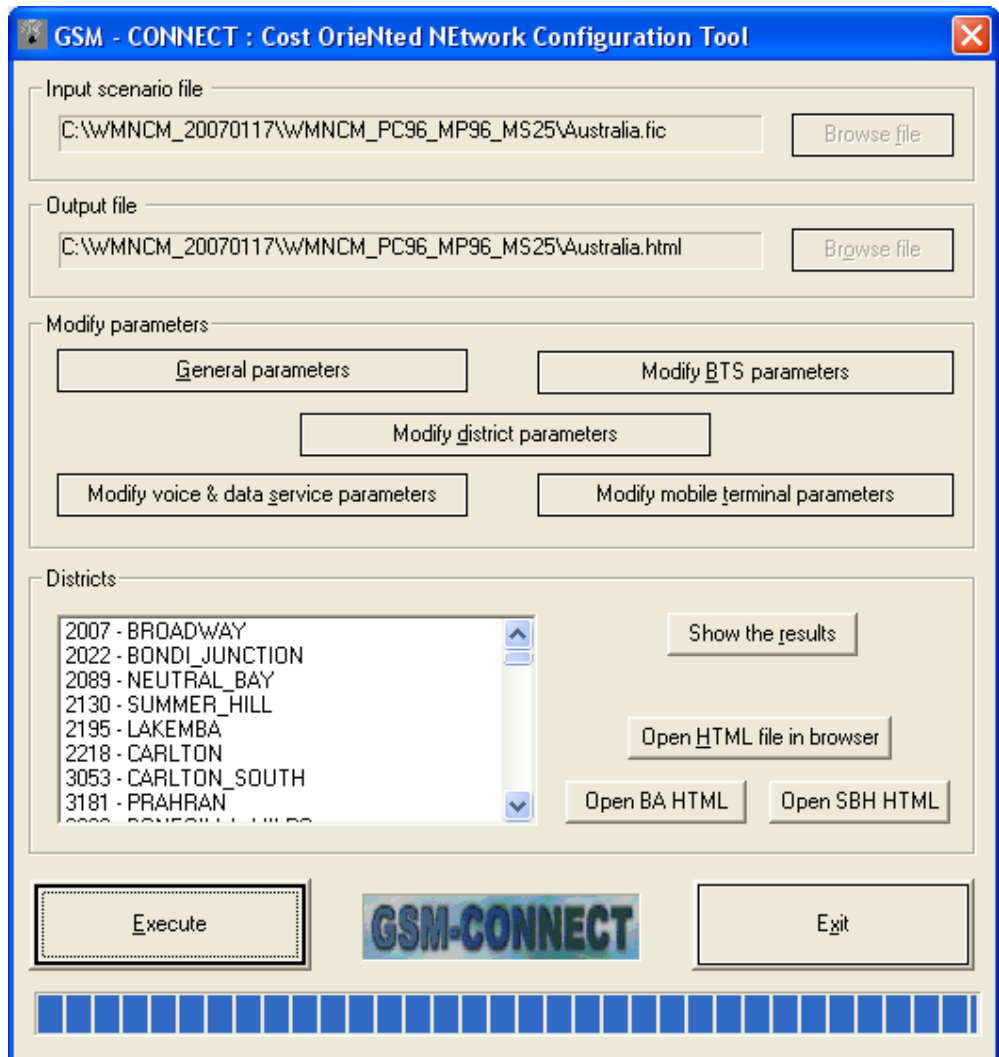 GSM - CONNECT : Cost OrieNted NEtwork Configuration Tool
Input scenario file
C:\WMNCM_20070117\WMNCM_PC96_MP96_MS25\Australia.fic
Browse file
Output file
C:\WMNCM_20070117\WMNCM_PC96_MP96_MS25\Australia.html
Browse file
Modify parameters
General parameters
Modify BTS parameters
Modify district parameters
Modify voice & data service parameters
Modify mobile terminal parameters
Districts
2007 - BROADWAY
2022 - BONDI_JUNCTION
2089 - NEUTRAL_BAY
2130 - SUMMER_HILL
2195 - LAKEMBA
2218 - CARLTON
3053 - CARLTON_SOUTH
3181 - PRAHRAN
Show the results
Open HTML file in browser
Open BA HTML
Open SBH HTML
Execute
GSM-CONNECT
Exit